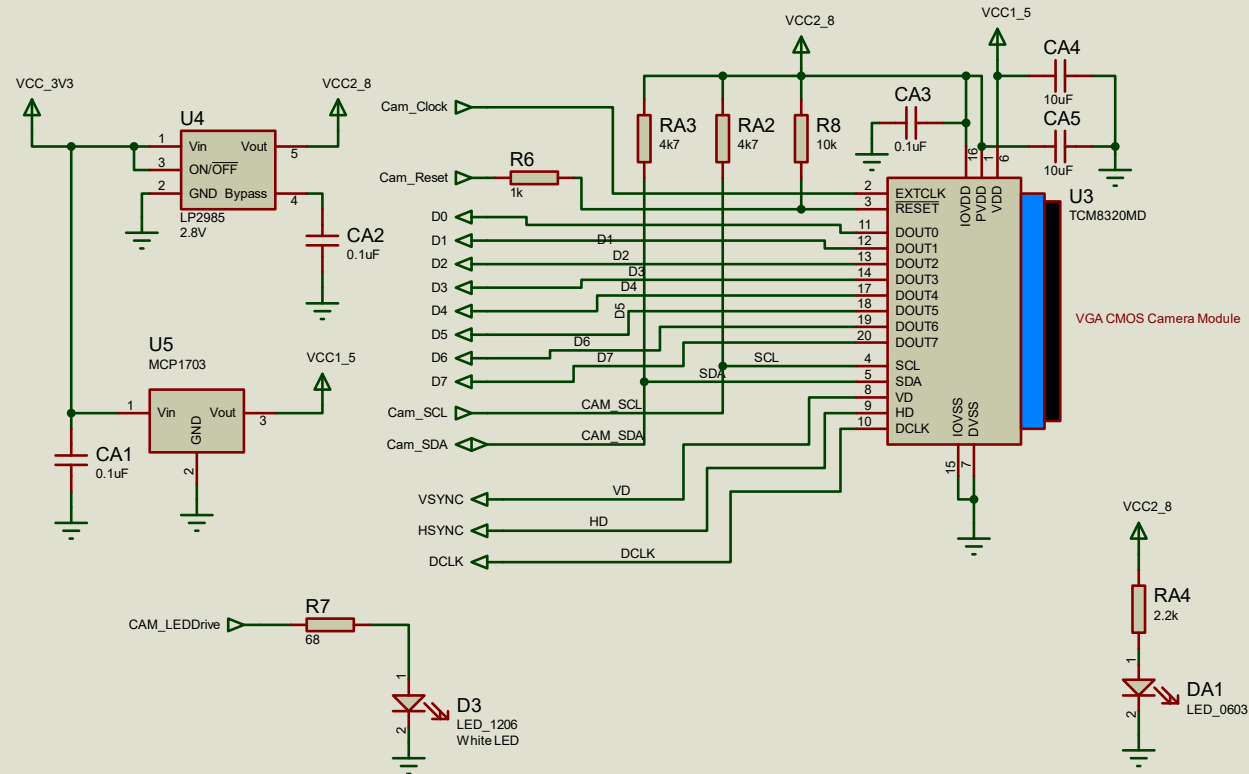 VCC_3V3
VCC2_8
U4
1
Vin
Vout
5
3
ON/OFF
2
GND
Bypass
4
LP2985
2.8V
CA2
0.1uF
U5
MCP1703
VCC1_5
1
Vin
Vout
3
GND
2
CA1
0.1uF
VCC2_8
VCC1_5
Cam_Clock
RA3
4k7
RA2
4k7
R8
10k
CA3
0.1uF
CA4
10uF
CA5
10uF
Cam_Reset
R6
1k
D0
D1
D1
D2
D2
D3
D3
D4
D4
D5
D5
D6
D6
D7
D7
SCL
SDA
Cam_SCL
CAM_SCL
Cam_SDA
CAM_SDA
VSYNC
VD
HSYNC
HD
DCLK
DCLK
16
1
6
IOVDD
PVDD
VDD
2
EXTCLK
3
RESET
11
DOUT0
12
DOUT1
13
DOUT2
14
DOUT3
17
DOUT4
18
DOUT5
19
DOUT6
20
DOUT7
4
SCL
5
SDA
8
VD
9
HD
10
DCLK
IOVSS
DVSS
15
7
U3
TCM8320MD
VGA CMOS Camera Module
CAM_LEDDrive
R7
68
1
2
D3
LED_1206
White LED
VCC2_8
RA4
2.2k
1
2
DA1
LED_0603